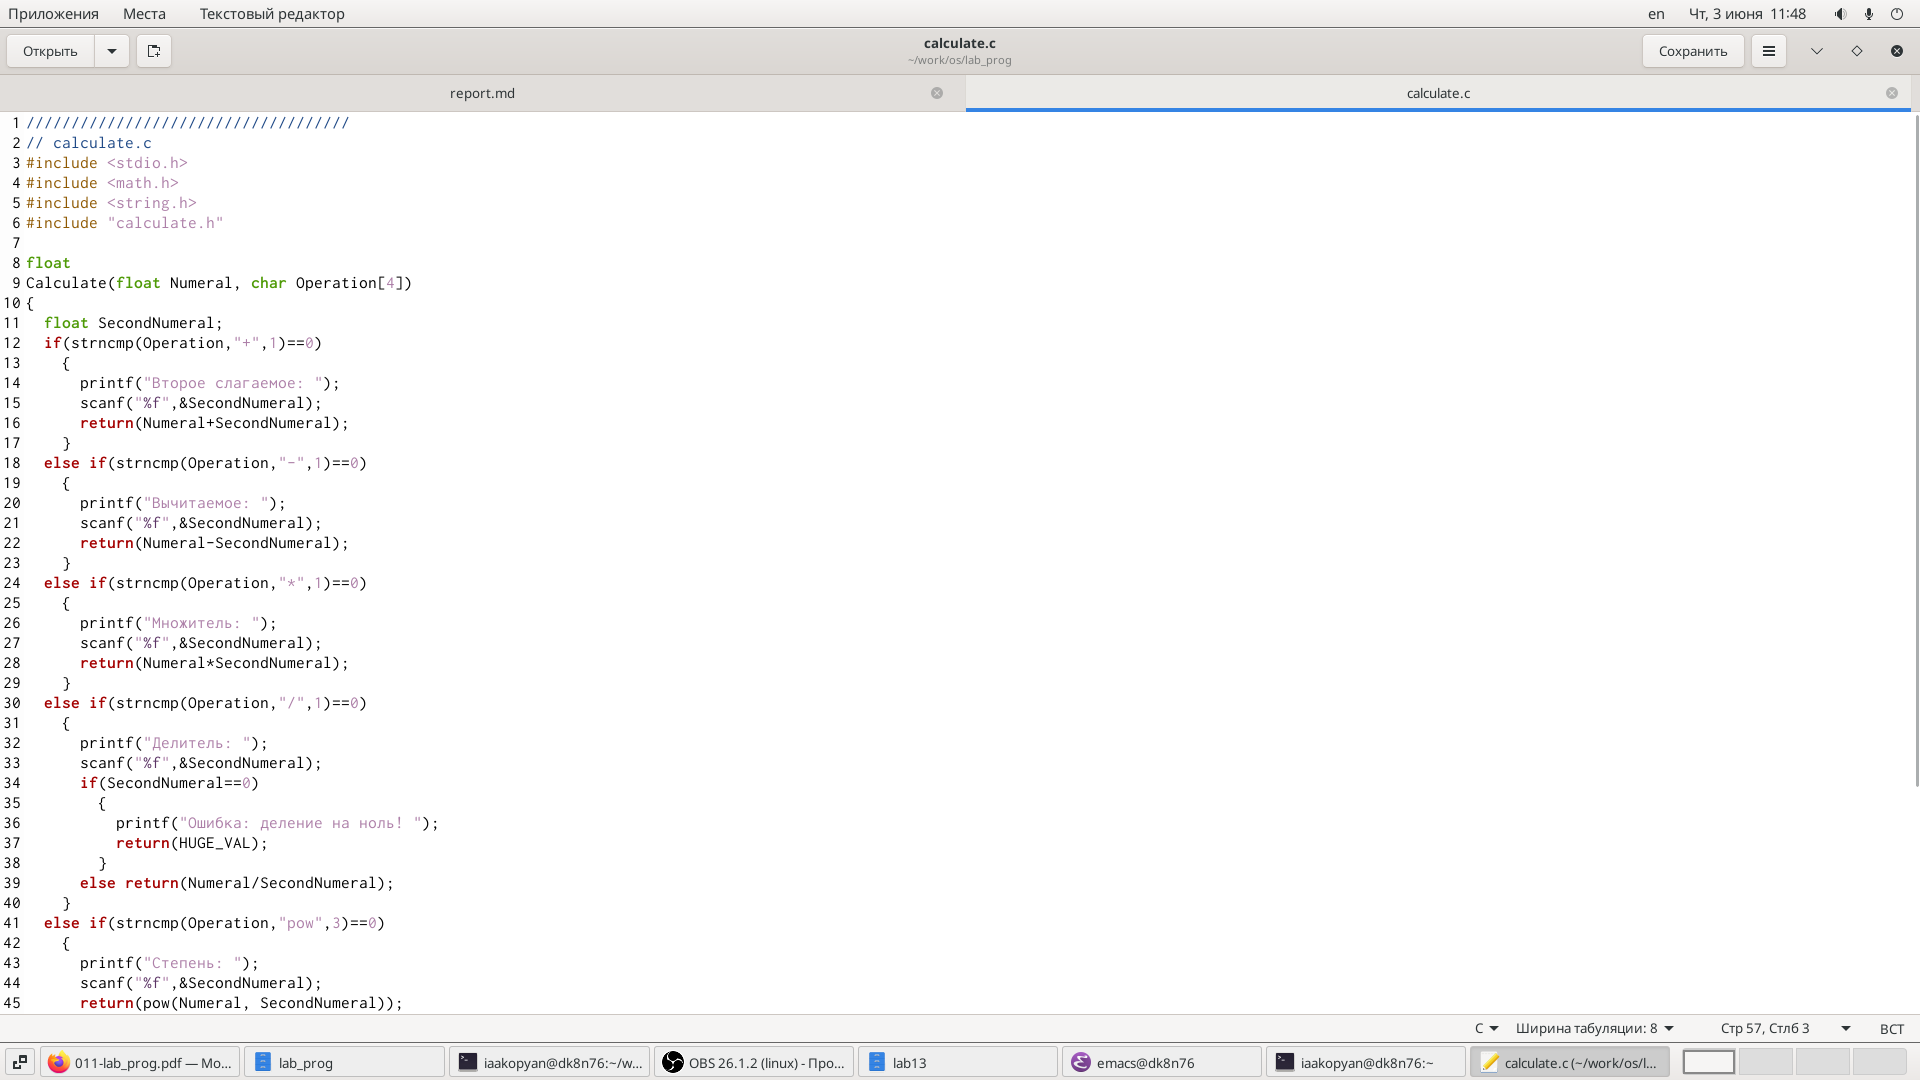 Приложения Места Текстовый редактор en Чт, 3 июня 11:48
Открыть calculate.c Сохранить
~/work/os/lab_prog
report.md calculate.c
1 ////////////////////////////////////
2 // calculate.c
3 #include <stdio.h>
4 #include <math.h>
5 #include <string.h>
6 #include "calculate.h"
7
8 float
9 Calculate(float Numeral, char Operation[4])
10 {
11   float SecondNumeral;
12   if(strncmp(Operation,"+",1)==0)
13     {
14       printf("Второе слагаемое: ");
15       scanf("%f",&SecondNumeral);
16       return(Numeral+SecondNumeral);
17     }
18   else if(strncmp(Operation,"-",1)==0)
19     {
20       printf("Вычитаемое: ");
21       scanf("%f",&SecondNumeral);
22       return(Numeral-SecondNumeral);
23     }
24   else if(strncmp(Operation,"*",1)==0)
25     {
26       printf("Множитель: ");
27       scanf("%f",&SecondNumeral);
28       return(Numeral*SecondNumeral);
29     }
30   else if(strncmp(Operation,"/",1)==0)
31     {
32       printf("Делитель: ");
33       scanf("%f",&SecondNumeral);
34       if(SecondNumeral==0)
35         {
36           printf("Ошибка: деление на ноль! ");
37           return(HUGE_VAL);
38         }
39       else return(Numeral/SecondNumeral);
40     }
41   else if(strncmp(Operation,"pow",3)==0)
42     {
43       printf("Степень: ");
44       scanf("%f",&SecondNumeral);
45       return(pow(Numeral, SecondNumeral));
C Ширина табуляции: 8 Стр 57, Стлб 3 ВСТ
011-lab_prog.pdf — Mo... lab_prog iaakopyan@dk8n76:~/w... OBS 26.1.2 (linux) - Про... lab13 emacs@dk8n76 iaakopyan@dk8n76:~ calculate.c (~/work/os/l...